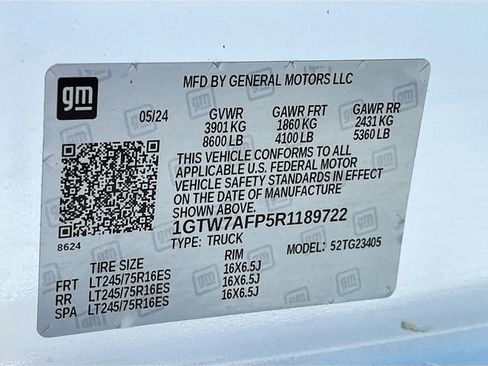 gm
MFD BY GENERAL MOTORS LLC
05/24 GVWR GAWR FRT GAWR RR
3901 KG 1860 KG 2431 KG
8600 LB 4100 LB 5360 LB
THIS VEHICLE CONFORMS TO ALL
APPLICABLE U.S. FEDERAL MOTOR
VEHICLE SAFETY STANDARDS IN EFFECT
ON THE DATE OF MANUFACTURE
SHOWN ABOVE.
8624
1GTW7AFP5R1189722
TYPE: TRUCK MODEL: 52TG23405
TIRE SIZE RIM
FRT LT245/75R16ES 16X6.5J
RR LT245/75R16ES 16X6.5J
SPA LT245/75R16ES 16X6.5J